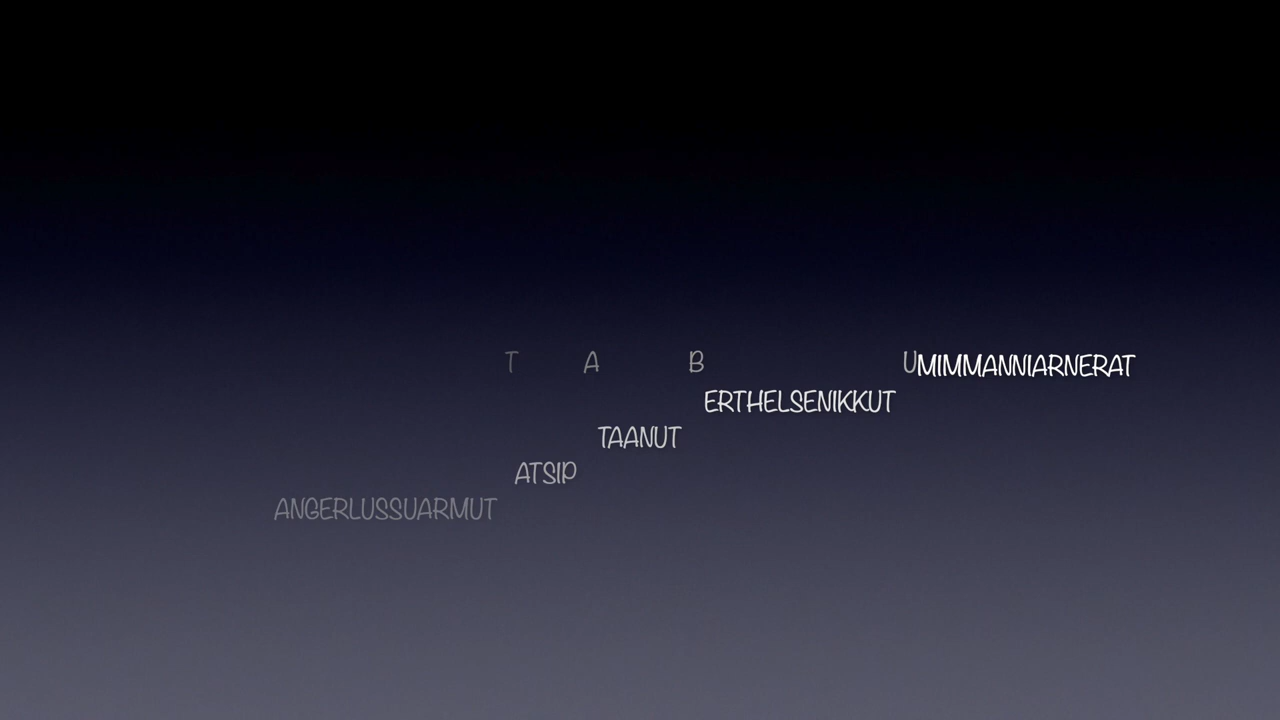 T A B UMIMMANNIARNERAT
ERTHELSENIKKUT
TAANUT
ATSIP
ANGERLUSSUARMUT